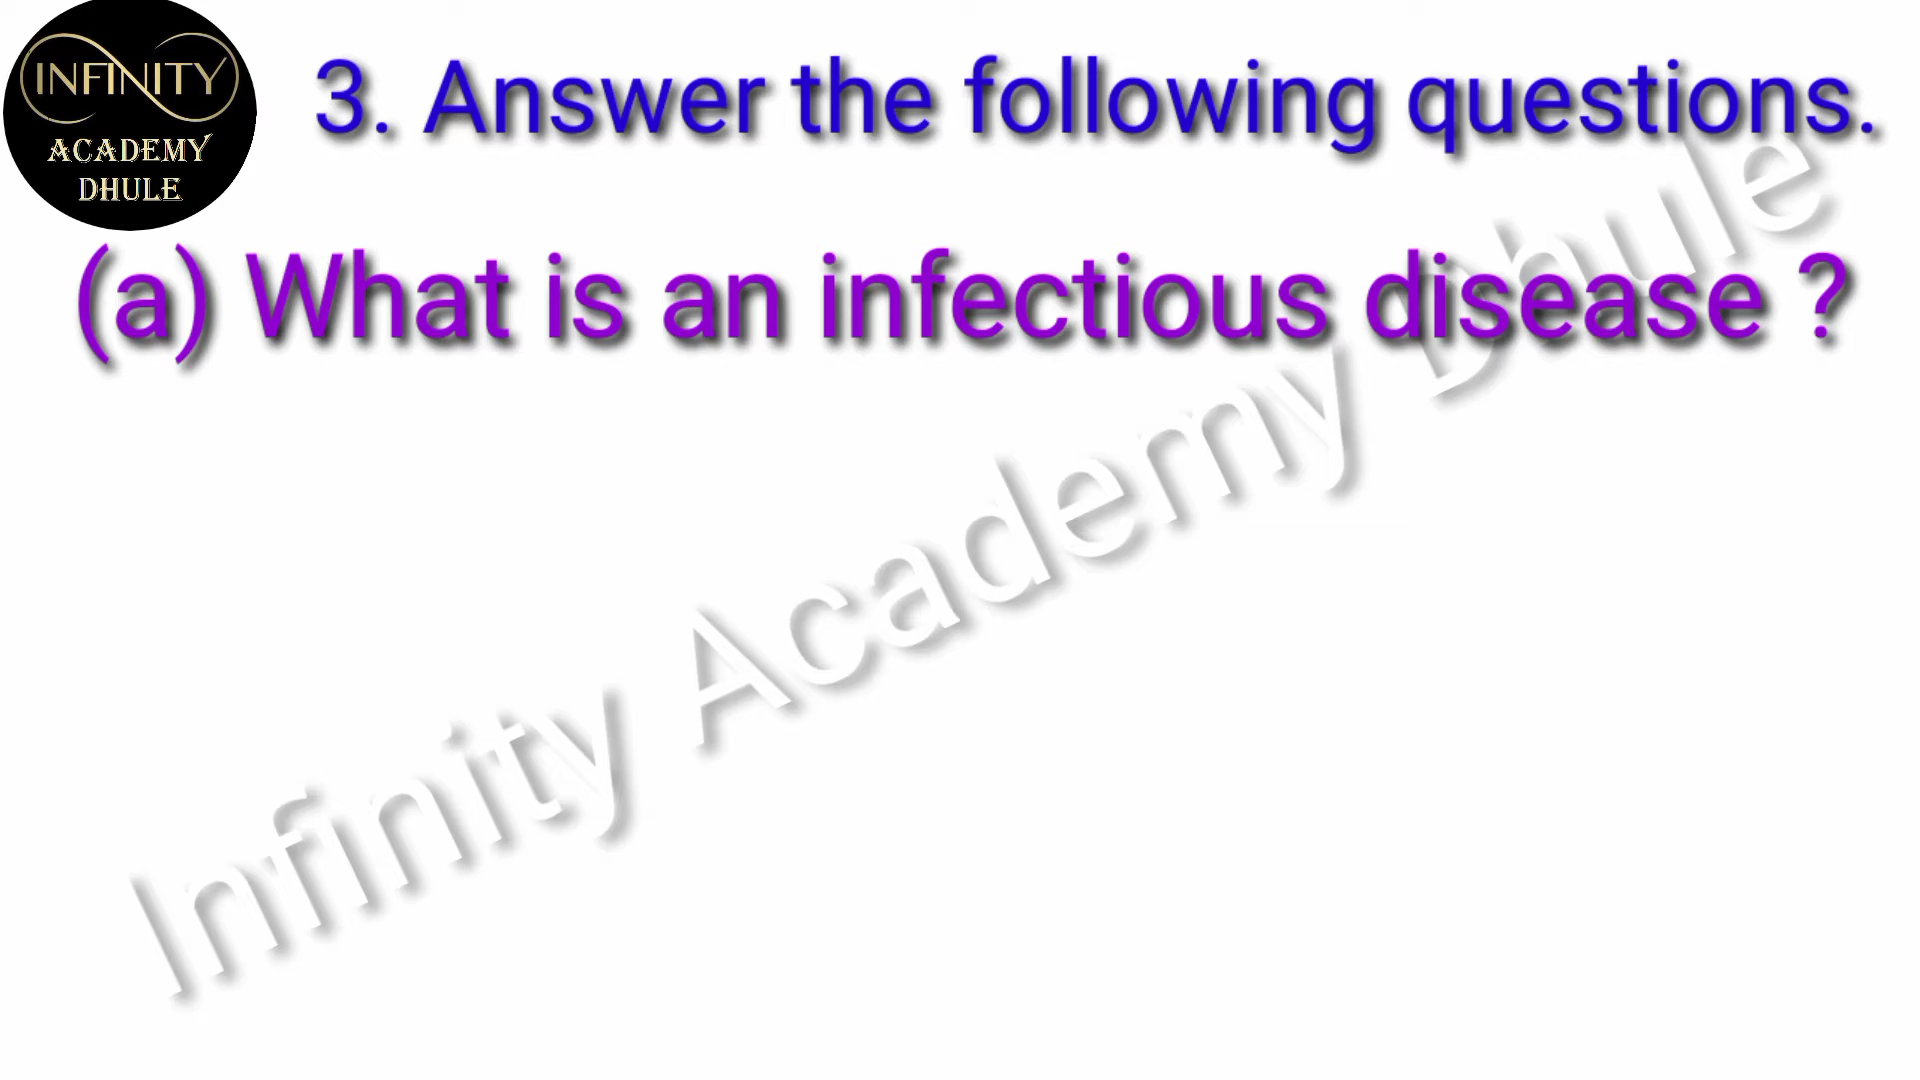 INFINITY
ACADEMY
DHULE
3. Answer the following questions.
(a) What is an infectious disease ?
Infinity Academy Dhule